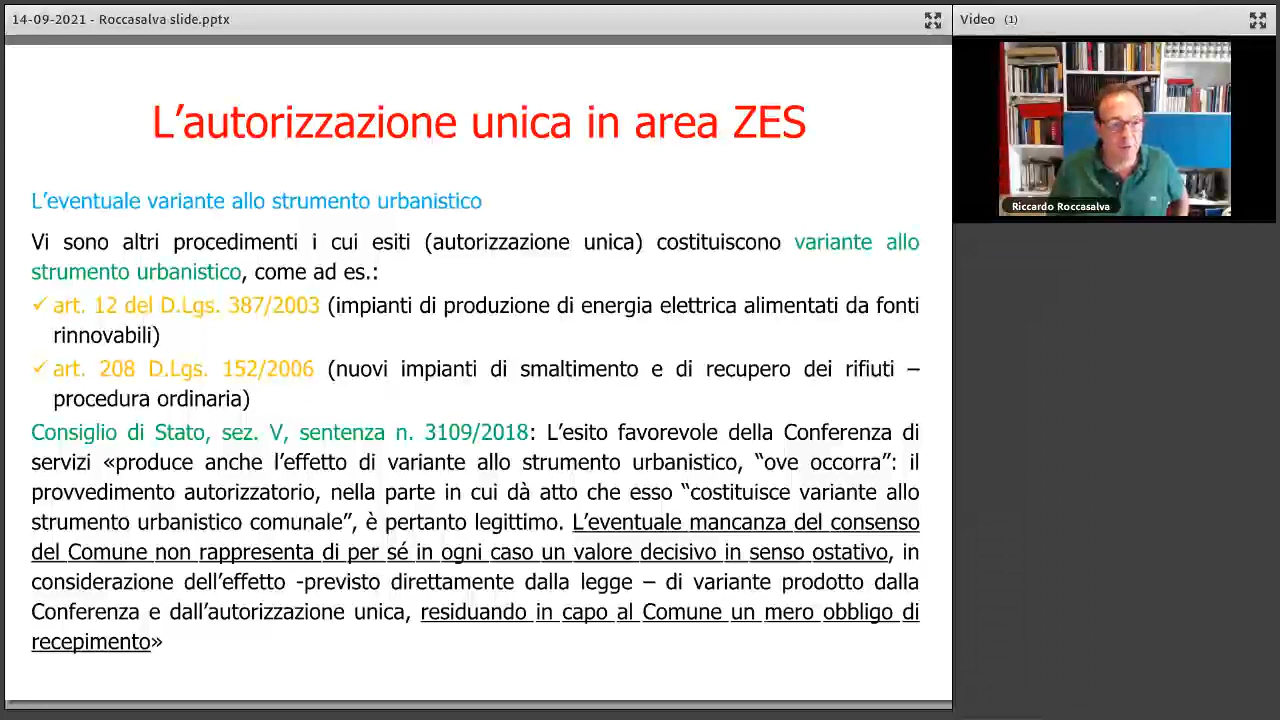 14-09-2021 - Roccasalva slide.pptx
Video (1)
L'autorizzazione unica in area ZES
L'eventuale variante allo strumento urbanistico
Vi sono altri procedimenti i cui esiti (autorizzazione unica) costituiscono variante allo
strumento urbanistico, come ad es.:
✓ art. 12 del D.Lgs. 387/2003 (impianti di produzione di energia elettrica alimentati da fonti
rinnovabili)
✓ art. 208 D.Lgs. 152/2006 (nuovi impianti di smaltimento e di recupero dei rifiuti –
procedura ordinaria)
Consiglio di Stato, sez. V, sentenza n. 3109/2018: L'esito favorevole della Conferenza di
servizi «produce anche l'effetto di variante allo strumento urbanistico, "ove occorra": il
provvedimento autorizzatorio, nella parte in cui dà atto che esso "costituisce variante allo
strumento urbanistico comunale", è pertanto legittimo. L'eventuale mancanza del consenso
del Comune non rappresenta di per sé in ogni caso un valore decisivo in senso ostativo, in
considerazione dell'effetto -previsto direttamente dalla legge – di variante prodotto dalla
Conferenza e dall'autorizzazione unica, residuando in capo al Comune un mero obbligo di
recepimento»
Riccardo Roccasalva